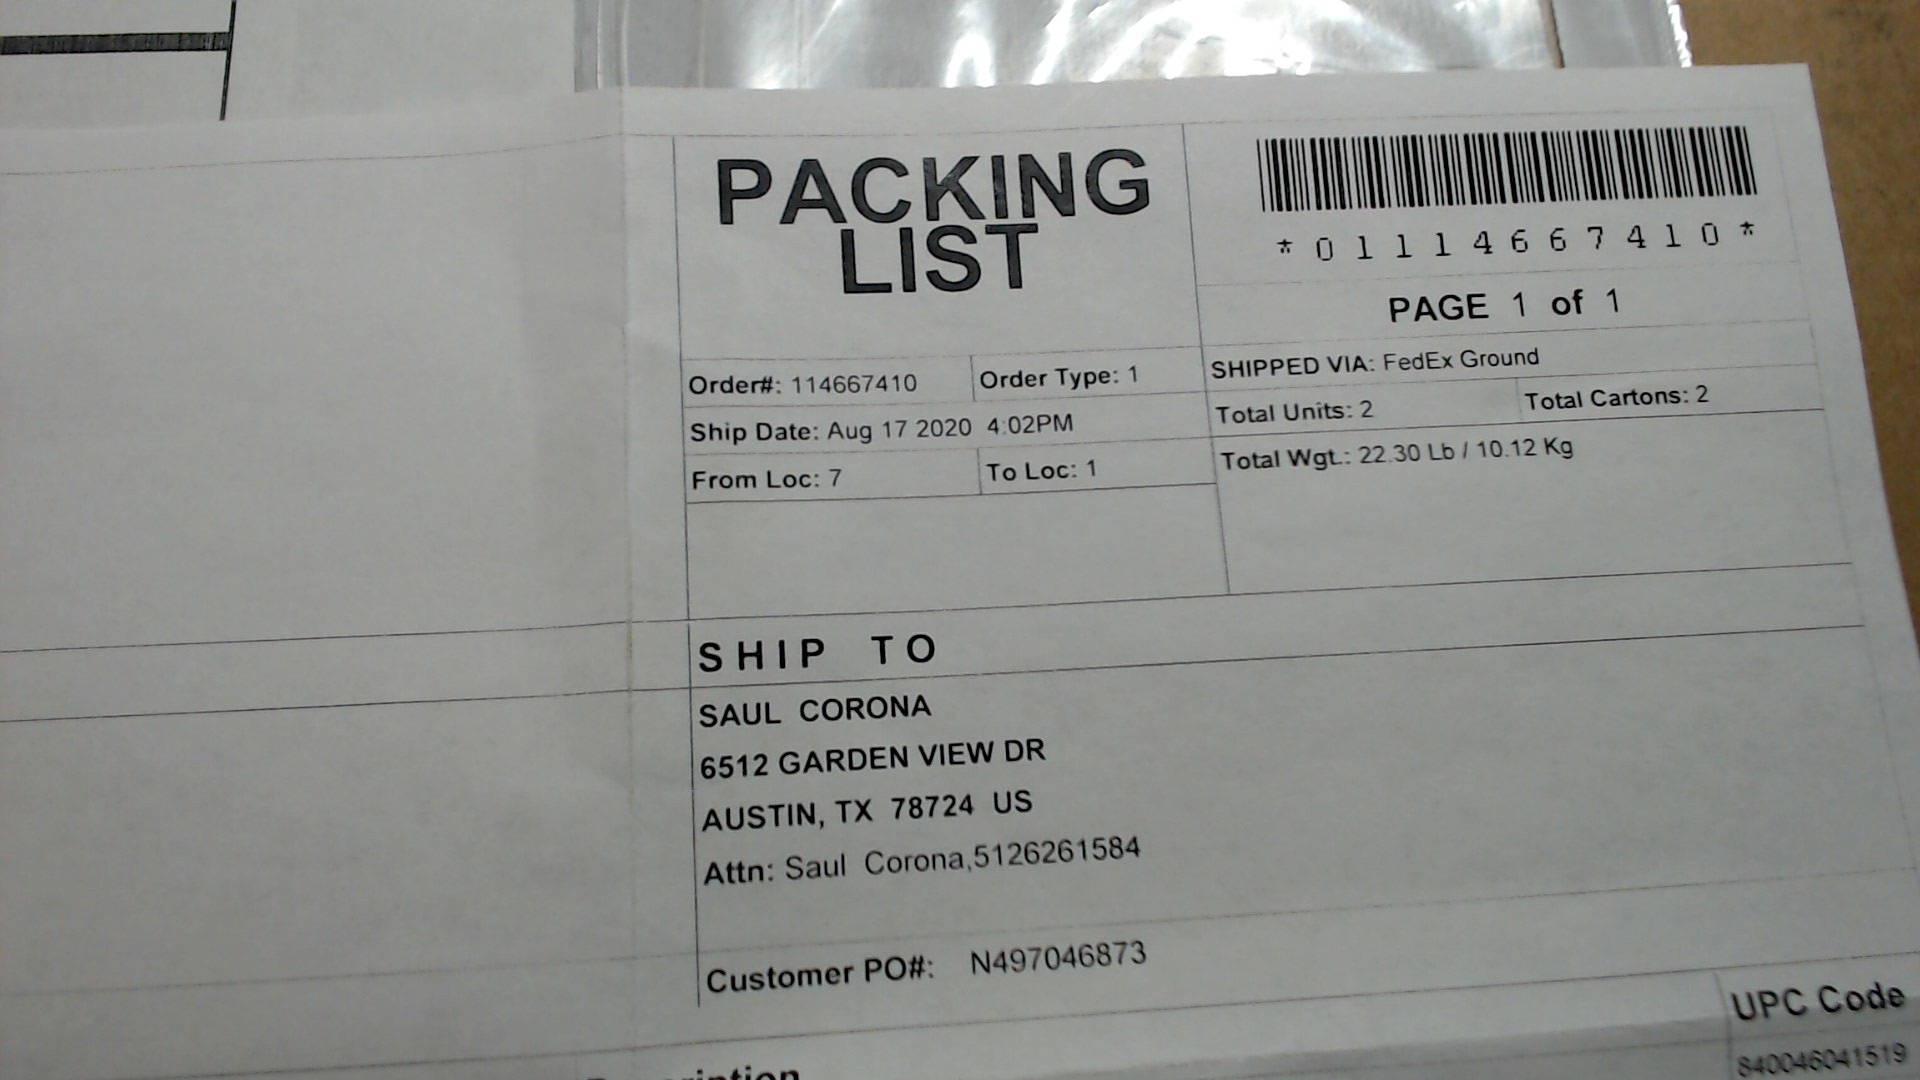 PACKING
LIST
*01114667410*
PAGE 1 of 1
Order#: 114667410 Order Type: 1
SHIPPED VIA: FedEx Ground
Ship Date: Aug 17 2020 4:02PM
Total Units: 2 Total Cartons: 2
From Loc: 7 To Loc: 1
Total Wgt.: 22.30 Lb / 10.12 Kg
SHIP TO
SAUL CORONA
6512 GARDEN VIEW DR
AUSTIN, TX 78724 US
Attn: Saul Corona,5126261584
Customer PO#: N497046873
UPC Code
840046041519